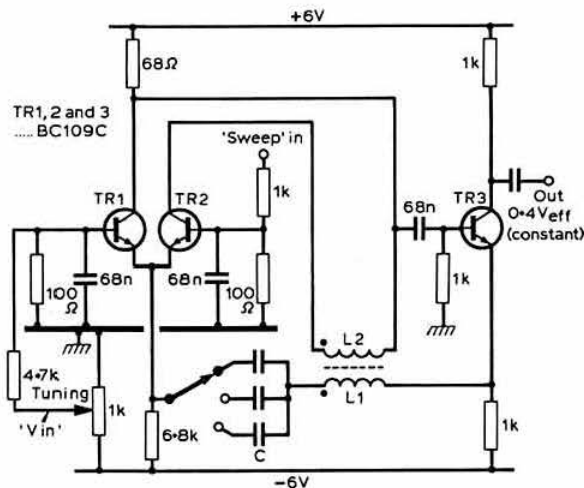 +6V
68Ω
1k
TR1, 2 and 3
..... BC109C
'Sweep' in
1k
TR1
TR2
TR3
68n
Out
0·4Veff
(constant)
68n
68n
100
Ω
100
Ω
1k
L2
4·7k
Tuning
1k
'Vin'
L1
6·8k
C
1k
-6V